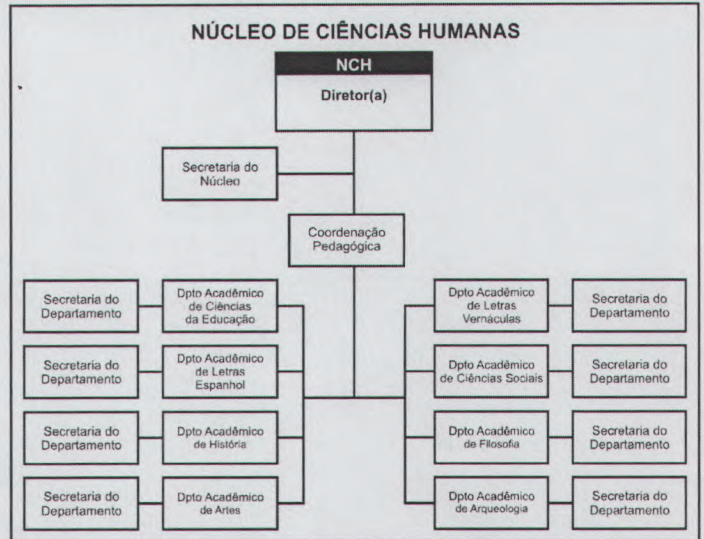 NÚCLEO DE CIÊNCIAS HUMANAS
NCH
Diretor(a)
Secretaria do
Núcleo
Coordenação
Pedagógica
Secretaria do
Departamento
Dpto Acadêmico
de Ciências
da Educação
Dpto Acadêmico
de Letras
Vernáculas
Secretaria do
Departamento
Secretaria do
Departamento
Dpto Acadêmico
de Letras
Espanhol
Dpto Acadêmico
de Ciências Sociais
Secretaria do
Departamento
Secretaria do
Departamento
Dpto Acadêmico
de História
Dpto Acadêmico
de Filosofia
Secretaria do
Departamento
Secretaria do
Departamento
Dpto Acadêmico
de Artes
Dpto Acadêmico
de Arqueologia
Secretaria do
Departamento